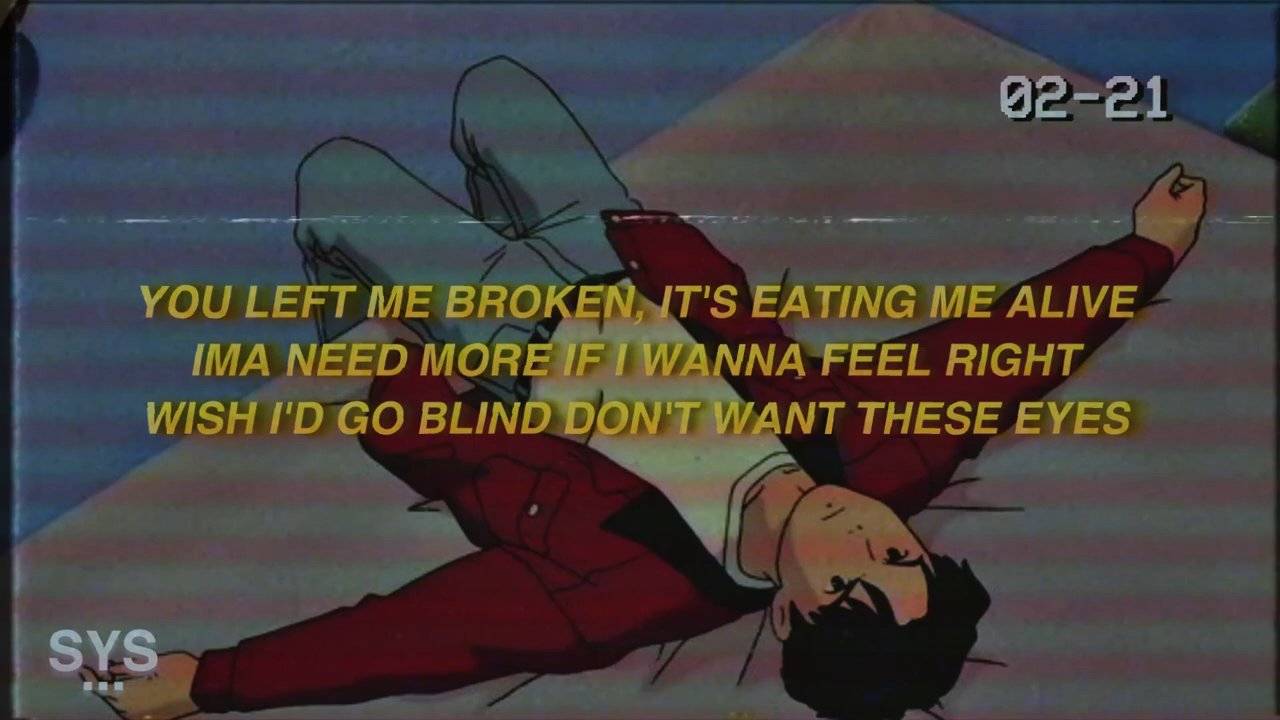 02-21
YOU LEFT ME BROKEN, IT'S EATING ME ALIVE
IMA NEED MORE IF I WANNA FEEL RIGHT
WISH I'D GO BLIND DON'T WANT THESE EYES
SYS
...